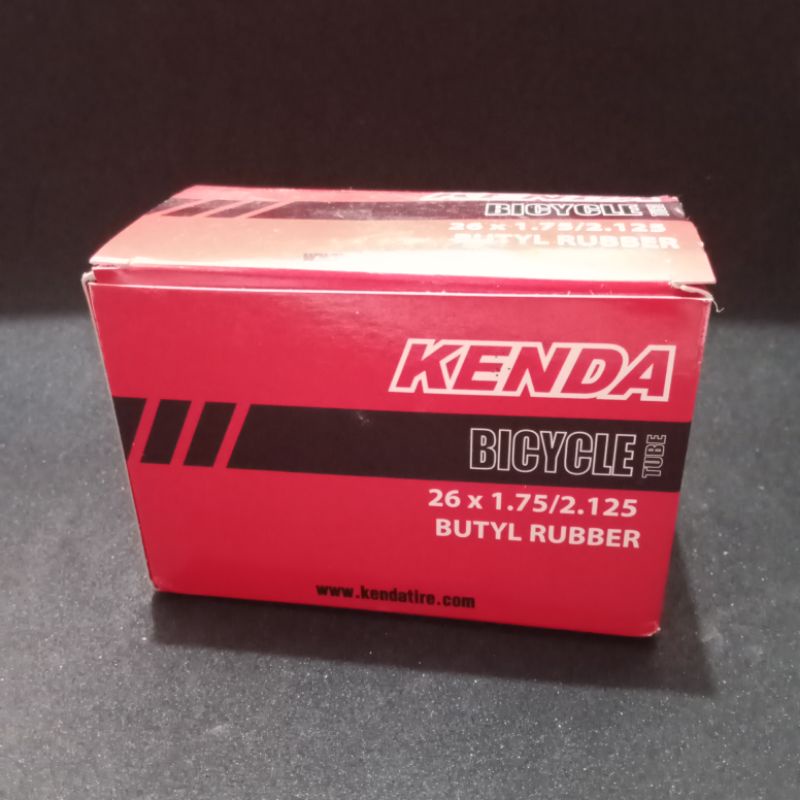 BICYCLE TUBE
26 x 1.75/2.125
BUTYL RUBBER
KENDA
BICYCLE TUBE
26 x 1.75/2.125
BUTYL RUBBER
www.kendatire.com